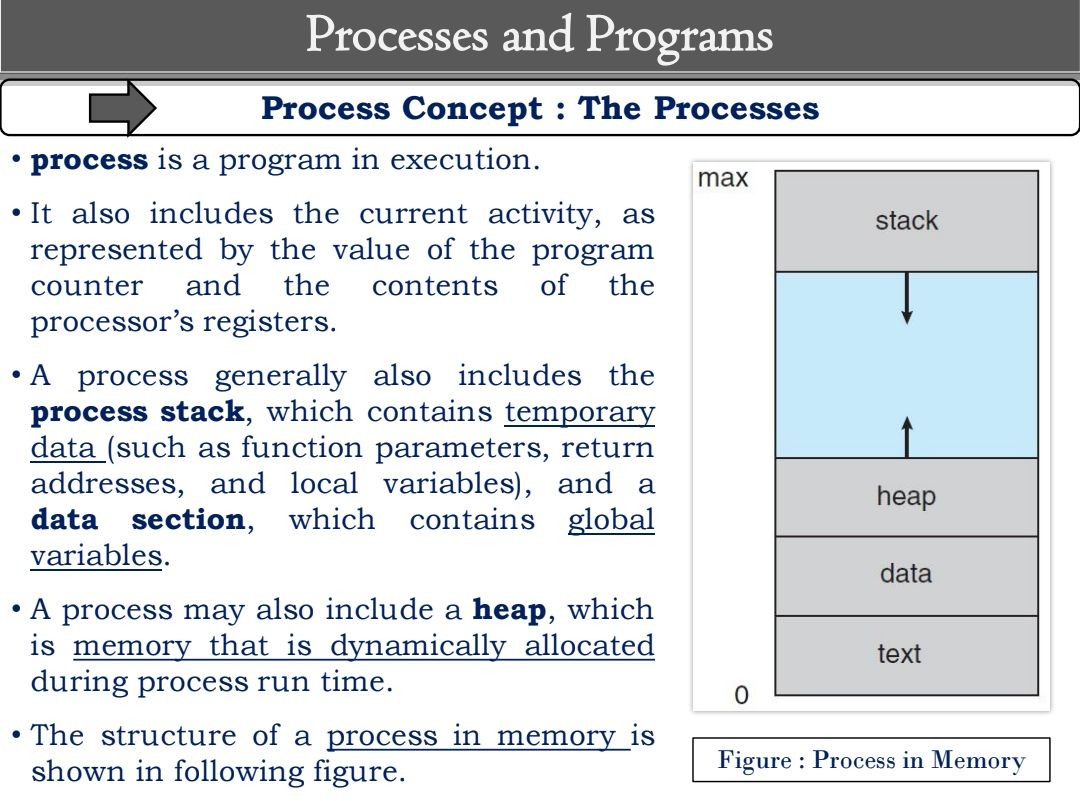 Processes and Programs
Process Concept : The Processes
• process is a program in execution.
• It also includes the current activity, as
represented by the value of the program
counter and the contents of the
processor’s registers.
• A process generally also includes the
process stack, which contains temporary
data (such as function parameters, return
addresses, and local variables), and a
data section, which contains global
variables.
• A process may also include a heap, which
is memory that is dynamically allocated
during process run time.
• The structure of a process in memory is
shown in following figure.
max
stack
heap
data
text
0
Figure : Process in Memory